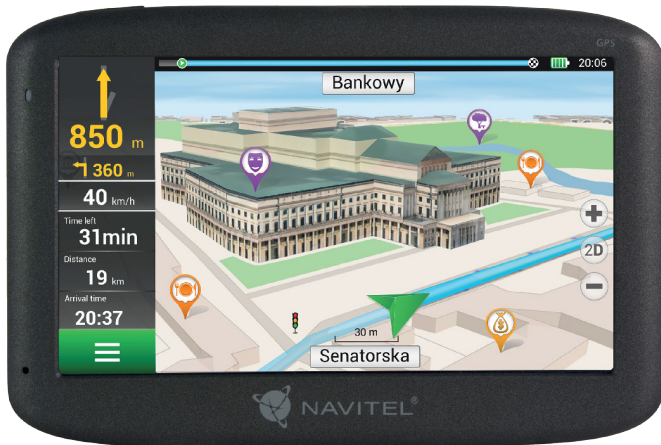 GPS
20:06
Bankowy
850 m
360 m
40 km/h
Time left
31min
Distance
19 km
Arrival time
20:37
2D
30 m
Senatorska
NAVITEL®